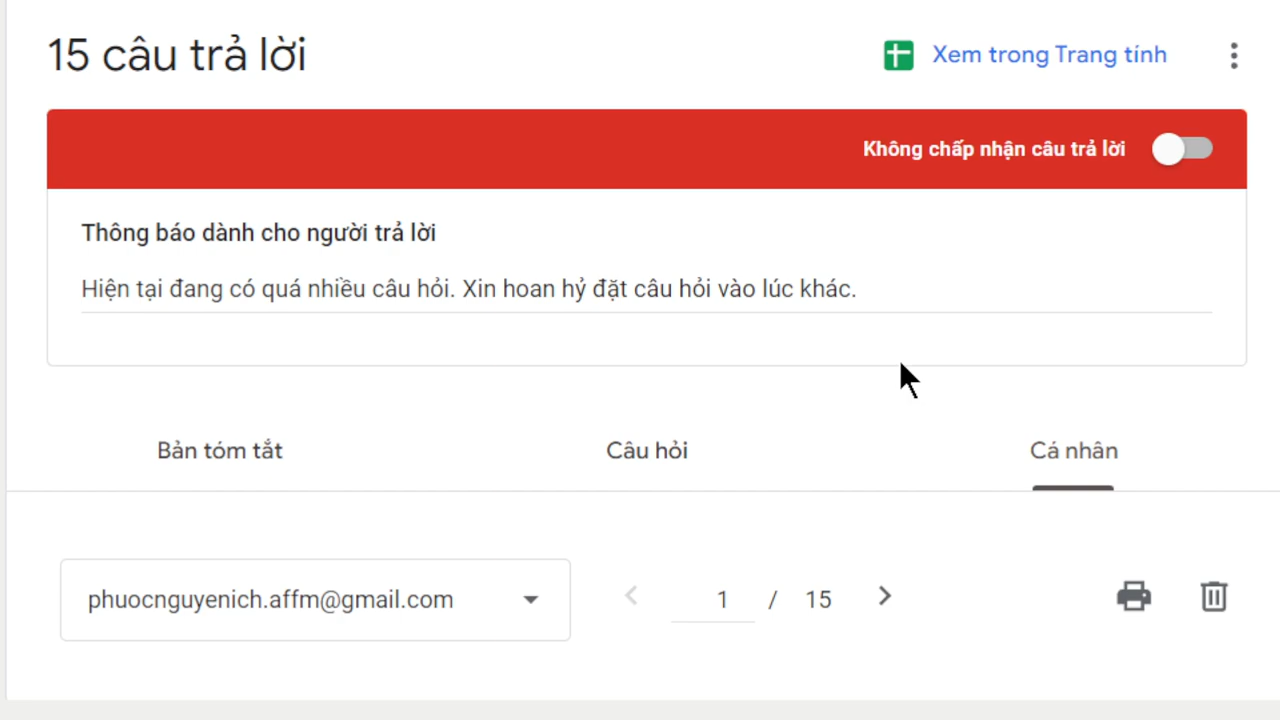 15 câu trả lời
Xem trong Trang tính
Không chấp nhận câu trả lời
Thông báo dành cho người trả lời
Hiện tại đang có quá nhiều câu hỏi. Xin hoan hỷ đặt câu hỏi vào lúc khác.
Bản tóm tắt
Câu hỏi
Cá nhân
phuocnguyenich.affm@gmail.com
1 / 15